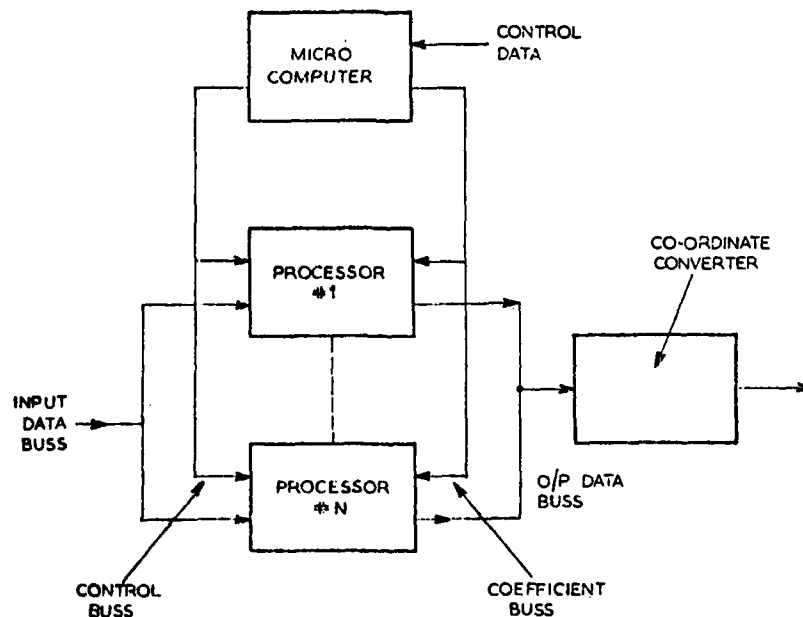 MICRO
COMPUTER
CONTROL
DATA
PROCESSOR
#1
CO-ORDINATE
CONVERTER
INPUT
DATA
BUSS
PROCESSOR
#N
O/P DATA
BUSS
CONTROL
BUSS
COEFFICIENT
BUSS